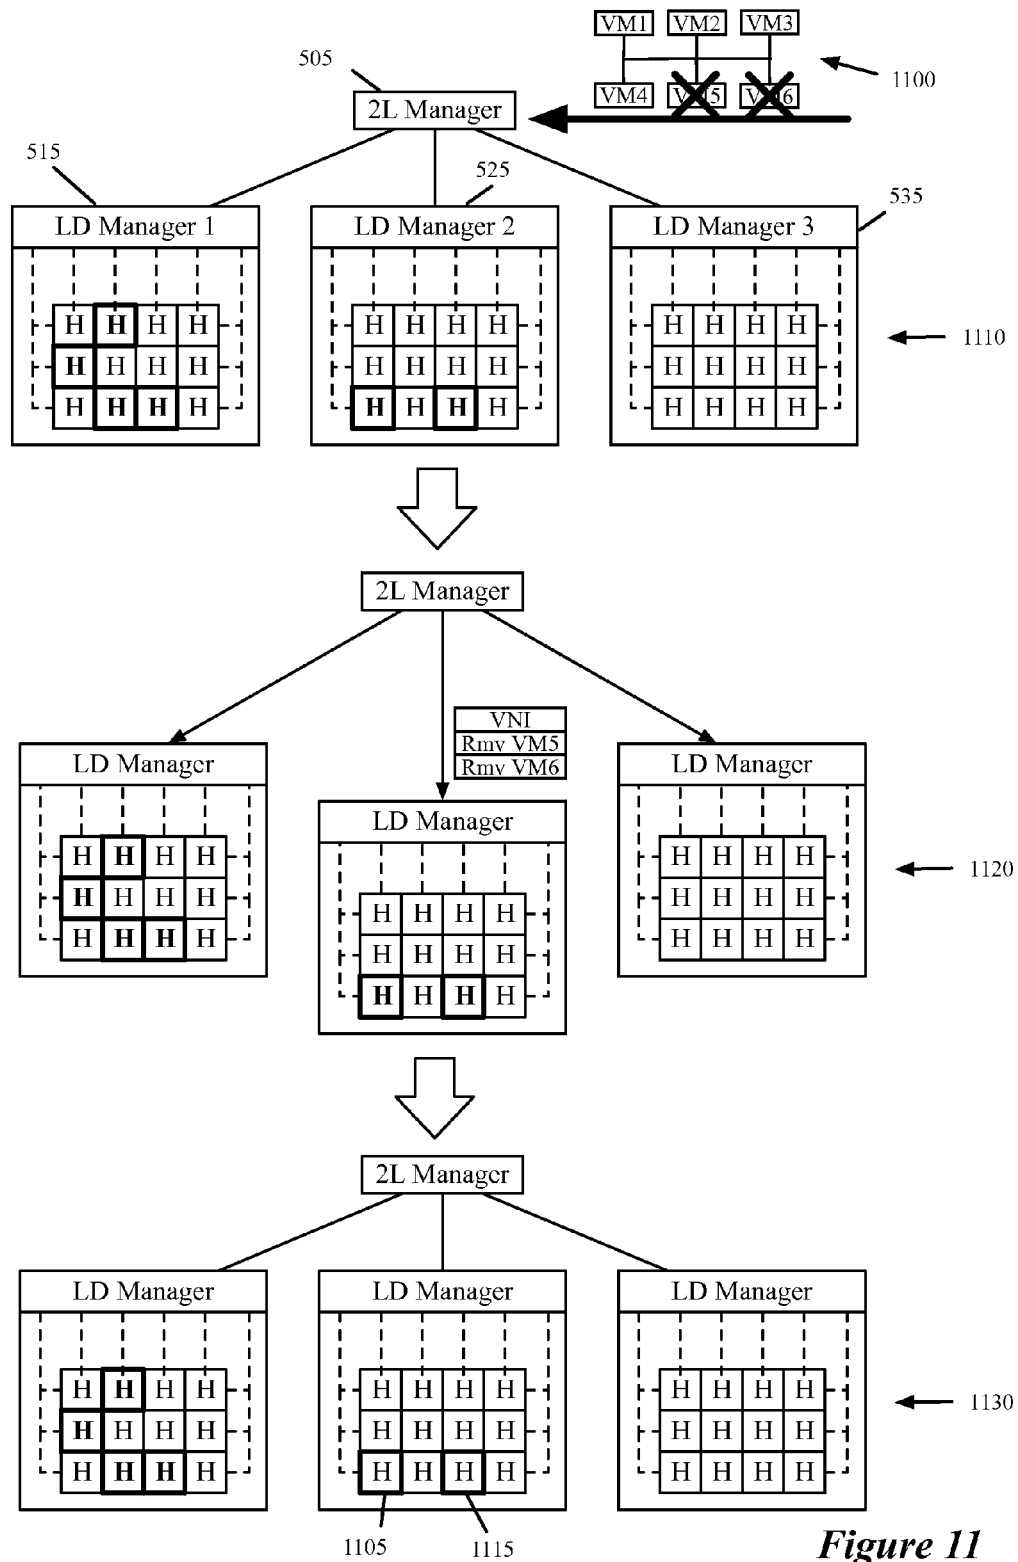 VM1 VM2 VM3
505
1100
VM4 VM5 VM6
2L Manager
515
525
535
LD Manager 1 LD Manager 2 LD Manager 3
H H H H H H H H H H H H
H H H H H H H H H H H H
H H H H H H H H H H H H
1110
2L Manager
VNI
Rmv VM5
Rmv VM6
LD Manager LD Manager
LD Manager
H H H H H H H H
H H H H H H H H
H H H H H H H H
1120
H H H H
H H H H
H H H H
2L Manager
LD Manager LD Manager LD Manager
H H H H H H H H H H H H
H H H H H H H H H H H H
H H H H H H H H H H H H
1130
1105 1115
Figure 11